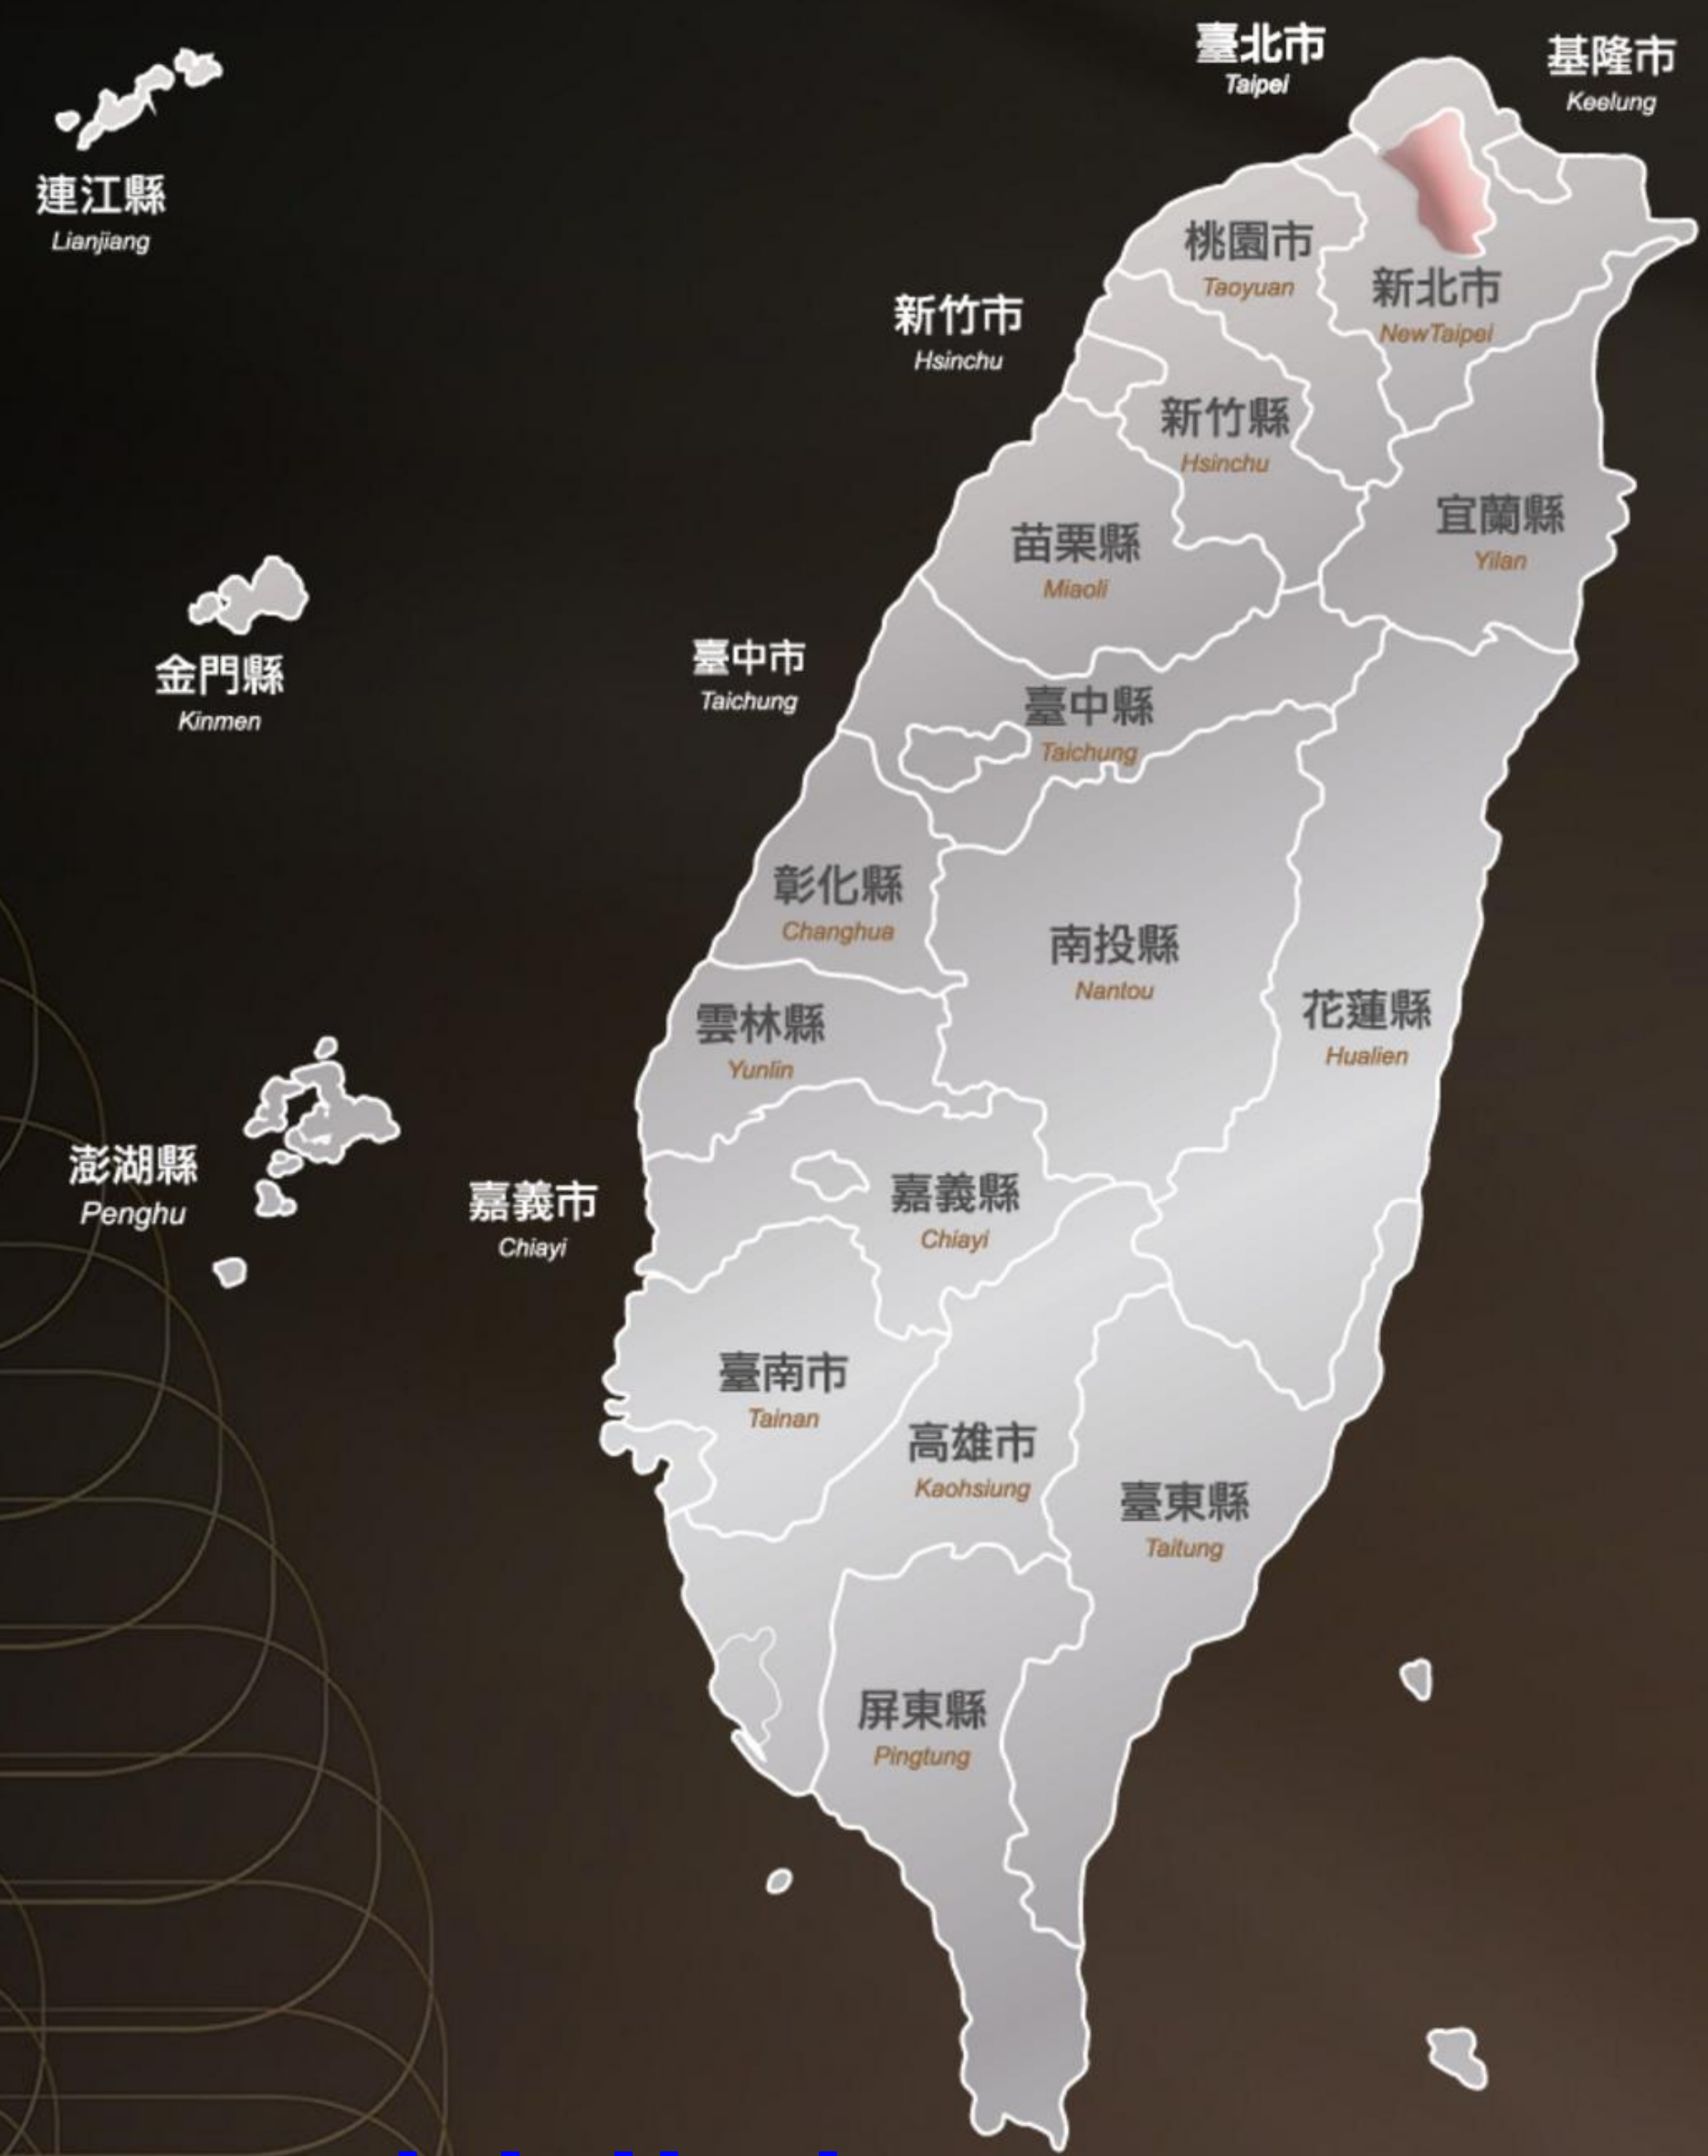 臺北市
Taipei
基隆市
Keelung
連江縣
Lianjiang
桃園市
Taoyuan
新北市
NewTaipei
新竹市
Hsinchu
新竹縣
Hsinchu
宜蘭縣
Yilan
苗栗縣
Miaoli
金門縣
Kinmen
臺中市
Taichung
臺中縣
Taichung
彰化縣
Changhua
南投縣
Nantou
花蓮縣
Hualien
雲林縣
Yunlin
澎湖縣
Penghu
嘉義市
Chiayi
嘉義縣
Chiayi
臺南市
Tainan
高雄市
Kaohsiung
臺東縣
Taitung
屏東縣
Pingtung